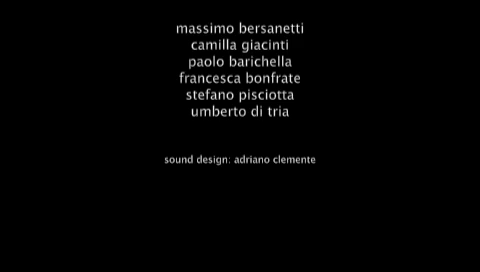 massimo bersanetti
camilla giacinti
paolo barichella
francesca bonfrate
stefano pisciotta
umberto di tria
sound design: adriano clemente